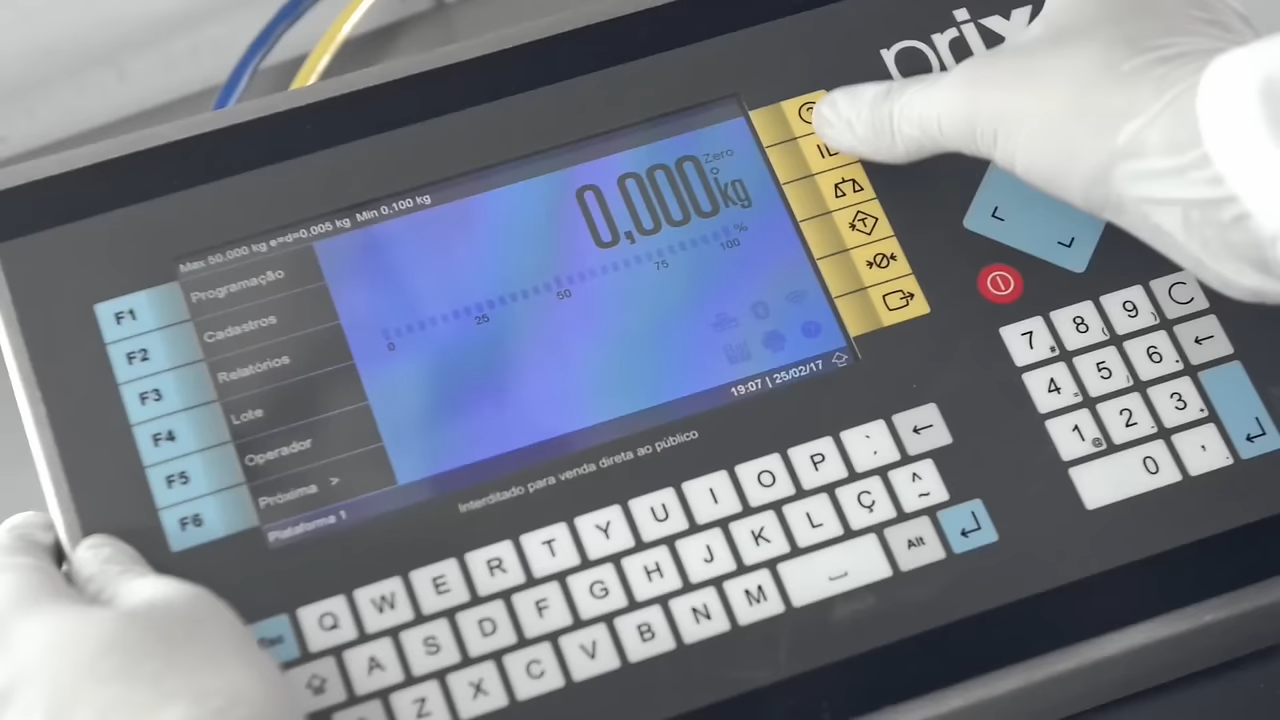 prix
Max 50,000 kg e=d=0,005 kg Min 0,100 kg
F1 Programação
F2 Cadastros
F3 Relatórios
F4 Lote
F5 Operador
F6 Próxima >
Zero
0,000 kg
%
0 25 50 75 100
19:07 | 25/02/17
Plataforma 1
Interditado para venda direta ao público
Q W E R T Y U I O P
A S D F G H J K L Ç ^ ~
Z X C V B N M Alt
7 8 9 C
4 5 6
1 @ 2 3
0 ,